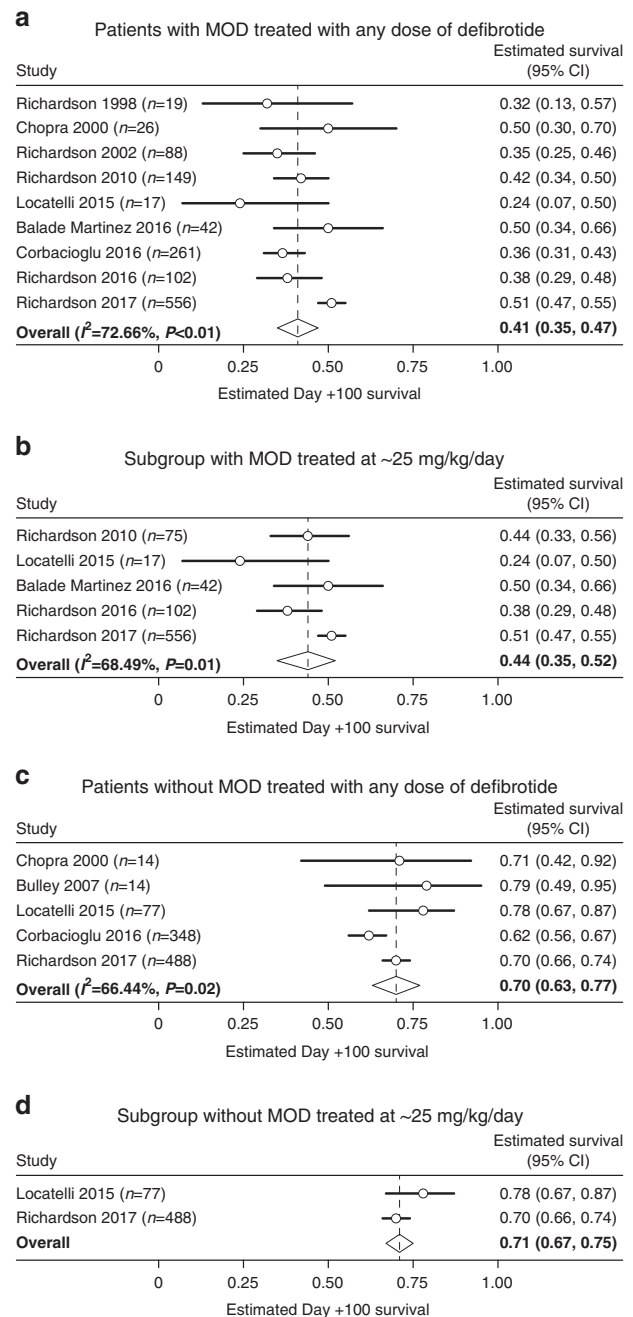 a
Patients with MOD treated with any dose of defibrotide
Estimated survival
Study (95% CI)
Richardson 1998 (n=19) 0.32 (0.13, 0.57)
Chopra 2000 (n=26) 0.50 (0.30, 0.70)
Richardson 2002 (n=88) 0.35 (0.25, 0.46)
Richardson 2010 (n=149) 0.42 (0.34, 0.50)
Locatelli 2015 (n=17) 0.24 (0.07, 0.50)
Balade Martinez 2016 (n=42) 0.50 (0.34, 0.66)
Corbacioglu 2016 (n=261) 0.36 (0.31, 0.43)
Richardson 2016 (n=102) 0.38 (0.29, 0.48)
Richardson 2017 (n=556) 0.51 (0.47, 0.55)
Overall (I²=72.66%, P<0.01) 0.41 (0.35, 0.47)
0 0.25 0.50 0.75 1.00
Estimated Day +100 survival
b
Subgroup with MOD treated at ~25 mg/kg/day
Estimated survival
Study (95% CI)
Richardson 2010 (n=75) 0.44 (0.33, 0.56)
Locatelli 2015 (n=17) 0.24 (0.07, 0.50)
Balade Martinez 2016 (n=42) 0.50 (0.34, 0.66)
Richardson 2016 (n=102) 0.38 (0.29, 0.48)
Richardson 2017 (n=556) 0.51 (0.47, 0.55)
Overall (I²=68.49%, P=0.01) 0.44 (0.35, 0.52)
0 0.25 0.50 0.75 1.00
Estimated Day +100 survival
c
Patients without MOD treated with any dose of defibrotide
Estimated survival
Study (95% CI)
Chopra 2000 (n=14) 0.71 (0.42, 0.92)
Bulley 2007 (n=14) 0.79 (0.49, 0.95)
Locatelli 2015 (n=77) 0.78 (0.67, 0.87)
Corbacioglu 2016 (n=348) 0.62 (0.56, 0.67)
Richardson 2017 (n=488) 0.70 (0.66, 0.74)
Overall (I²=66.44%, P=0.02) 0.70 (0.63, 0.77)
0 0.25 0.50 0.75 1.00
Estimated Day +100 survival
d
Subgroup without MOD treated at ~25 mg/kg/day
Estimated survival
Study (95% CI)
Locatelli 2015 (n=77) 0.78 (0.67, 0.87)
Richardson 2017 (n=488) 0.70 (0.66, 0.74)
Overall 0.71 (0.67, 0.75)
0 0.25 0.50 0.75 1.00
Estimated Day +100 survival